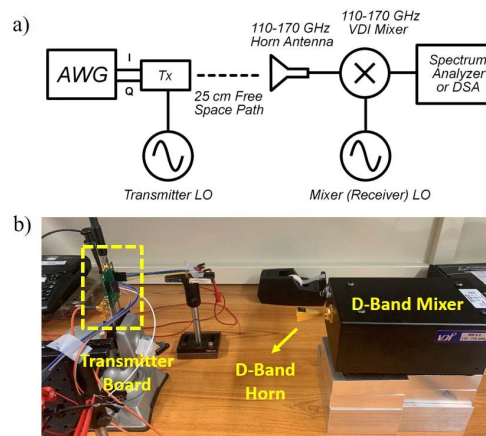 a)
110-170 GHz
Horn Antenna
110-170 GHz
VDI Mixer
AWG
I
Q
Tx
25 cm Free
Space Path
Spectrum
Analyzer
or DSA
Transmitter LO
Mixer (Receiver) LO
b)
Transmitter
Board
D-Band
Horn
D-Band Mixer
VDI